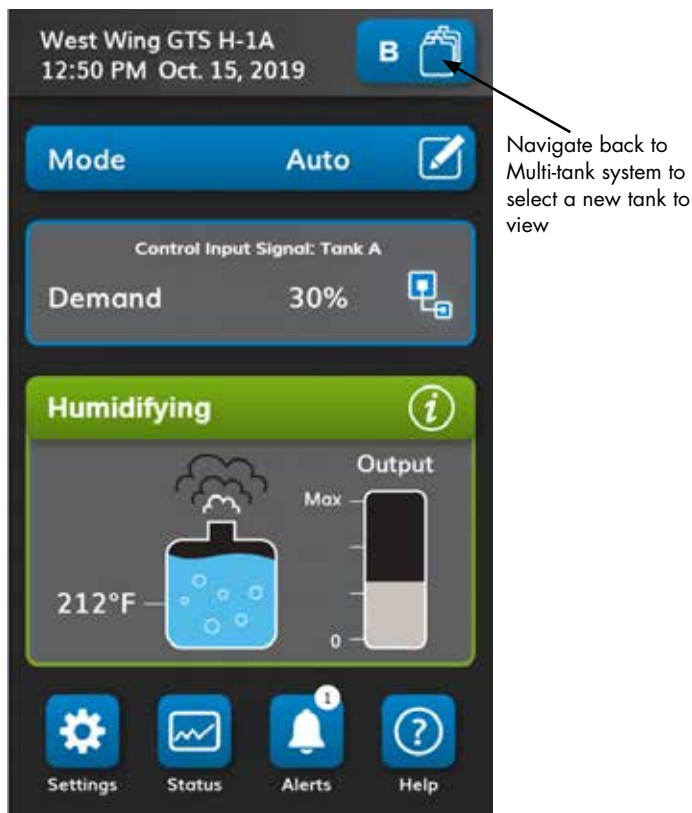 West Wing GTS H-1A
12:50 PM Oct. 15, 2019
B
Navigate back to
Multi-tank system to
select a new tank to
view
Mode Auto
Control Input Signal: Tank A
Demand 30%
Humidifying i
Output
Max
212°F
0
1
?
Settings Status Alerts Help